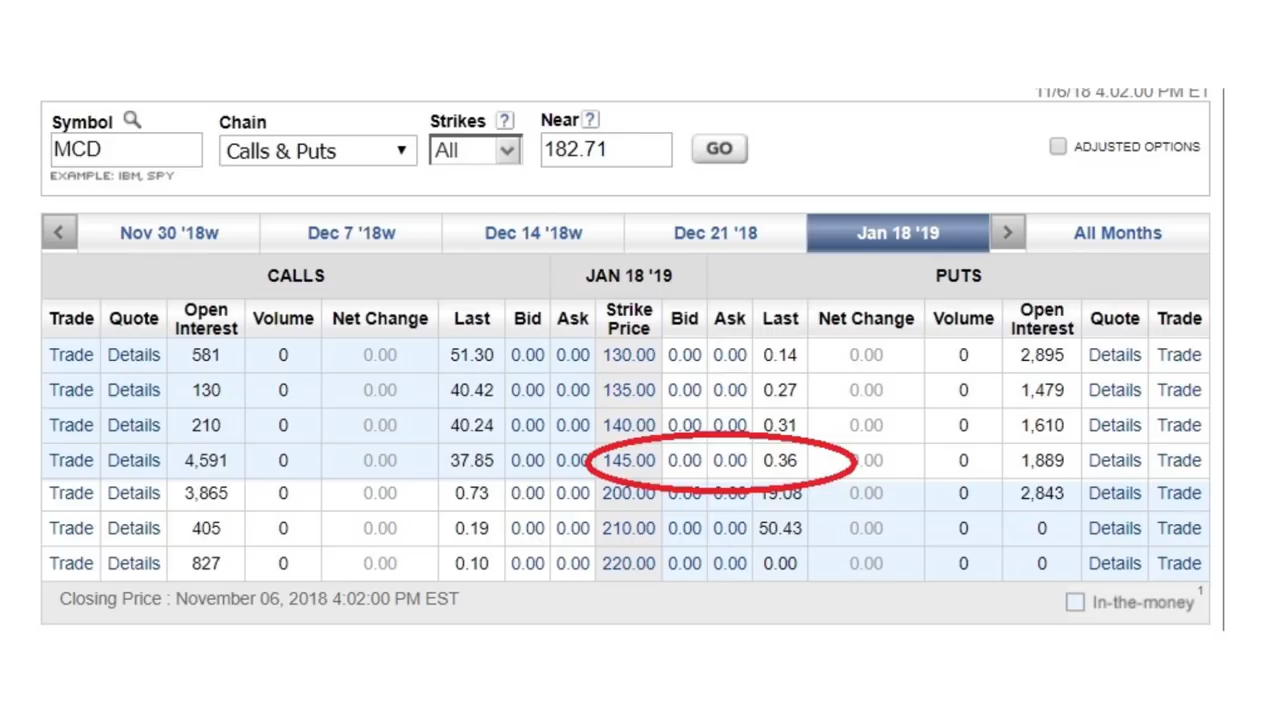 11/6/18 4:02:00 PM ET
Symbol Chain Strikes ? Near ?
MCD Calls & Puts All 182.71 GO ADJUSTED OPTIONS
EXAMPLE: IBM, SPY
< Nov 30 '18w Dec 7 '18w Dec 14 '18w Dec 21 '18 Jan 18 '19 > All Months
CALLS JAN 18 '19 PUTS
Trade Quote Open Interest Volume Net Change Last Bid Ask Strike Price Bid Ask Last Net Change Volume Open Interest Quote Trade
Trade Details 581 0 0.00 51.30 0.00 0.00 130.00 0.00 0.00 0.14 0.00 0 2,895 Details Trade
Trade Details 130 0 0.00 40.42 0.00 0.00 135.00 0.00 0.00 0.27 0.00 0 1,479 Details Trade
Trade Details 210 0 0.00 40.24 0.00 0.00 140.00 0.00 0.00 0.31 0.00 0 1,610 Details Trade
Trade Details 4,591 0 0.00 37.85 0.00 0.00 145.00 0.00 0.00 0.36 0.00 0 1,889 Details Trade
Trade Details 3,865 0 0.00 0.73 0.00 0.00 200.00 0.00 0.00 19.08 0.00 0 2,843 Details Trade
Trade Details 405 0 0.00 0.19 0.00 0.00 210.00 0.00 0.00 50.43 0.00 0 0 Details Trade
Trade Details 827 0 0.00 0.10 0.00 0.00 220.00 0.00 0.00 0.00 0.00 0 0 Details Trade
Closing Price : November 06, 2018 4:02:00 PM EST In-the-money 1